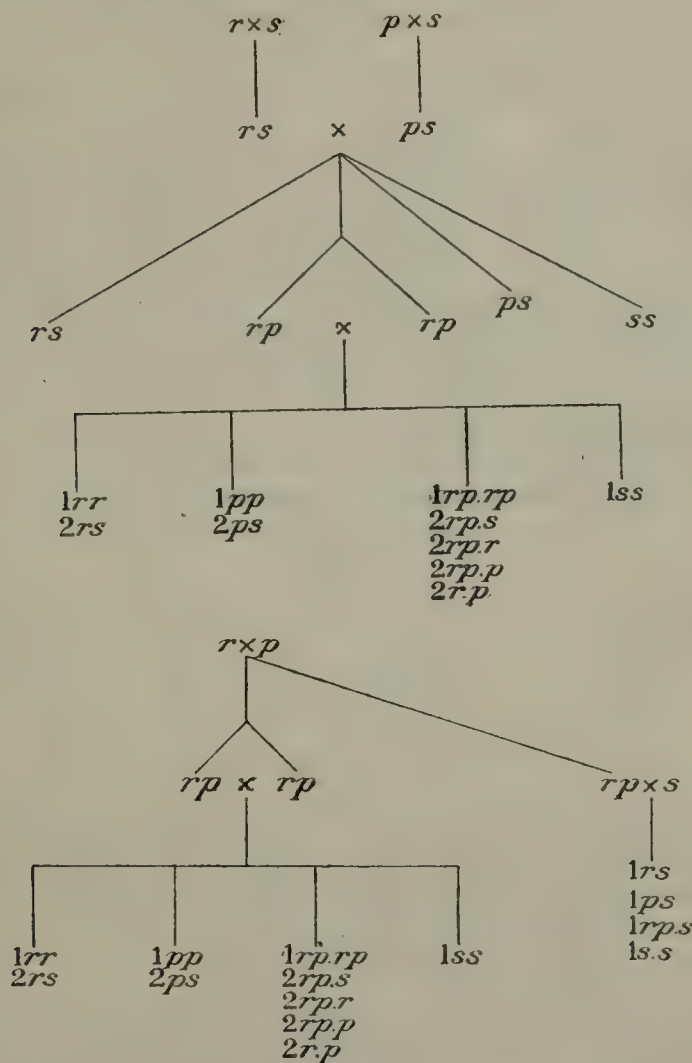 r×s p×s
rs × ps
rs rp × rp ps ss
1rr 1pp 1rp.rp 1ss
2rs 2ps 2rp.s
2rp.r
2rp.p
2r.p
r×p
rp × rp rp×s
1rs
1ps
1rp.s
1s.s
1rr 1pp 1rp.rp 1ss
2rs 2ps 2rp.s
2rp.r
2rp.p
2r.p